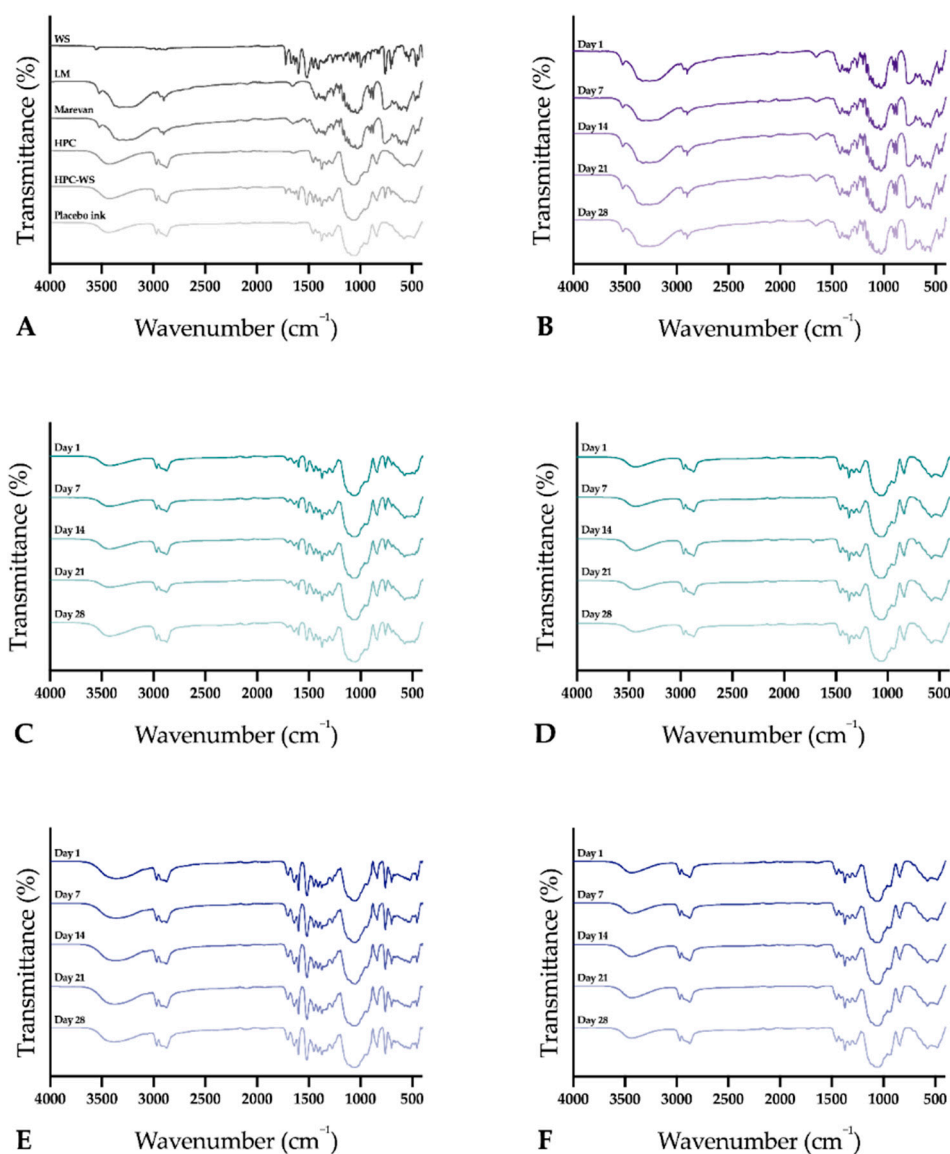 WS
LM
Marevan
HPC
HPC-WS
Placebo ink
Transmittance (%)
4000 3500 3000 2500 2000 1500 1000 500
A Wavenumber (cm⁻¹)
Day 1
Day 7
Day 14
Day 21
Day 28
Transmittance (%)
4000 3500 3000 2500 2000 1500 1000 500
B Wavenumber (cm⁻¹)
Day 1
Day 7
Day 14
Day 21
Day 28
Transmittance (%)
4000 3500 3000 2500 2000 1500 1000 500
C Wavenumber (cm⁻¹)
Day 1
Day 7
Day 14
Day 21
Day 28
Transmittance (%)
4000 3500 3000 2500 2000 1500 1000 500
D Wavenumber (cm⁻¹)
Day 1
Day 7
Day 14
Day 21
Day 28
Transmittance (%)
4000 3500 3000 2500 2000 1500 1000 500
E Wavenumber (cm⁻¹)
Day 1
Day 7
Day 14
Day 21
Day 28
Transmittance (%)
4000 3500 3000 2500 2000 1500 1000 500
F Wavenumber (cm⁻¹)